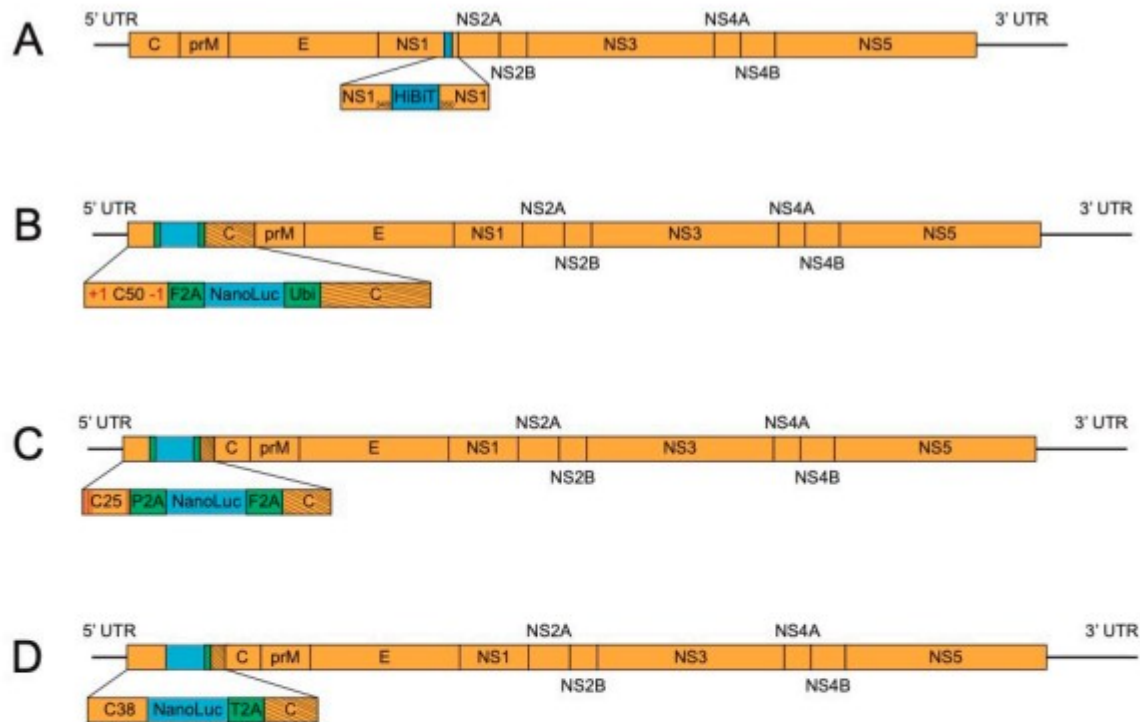 5' UTR NS2A NS4A 3' UTR
A C prM E NS1 NS3 NS5
NS2B NS4B
NS1 HiBiT NS1
5' UTR NS2A NS4A 3' UTR
B C prM E NS1 NS3 NS5
NS2B NS4B
+1 C50 -1 F2A NanoLuc Ubi C
5' UTR NS2A NS4A 3' UTR
C C prM E NS1 NS3 NS5
NS2B NS4B
C25 P2A NanoLuc F2A C
5' UTR NS2A NS4A 3' UTR
D C prM E NS1 NS3 NS5
NS2B NS4B
C38 NanoLuc T2A C